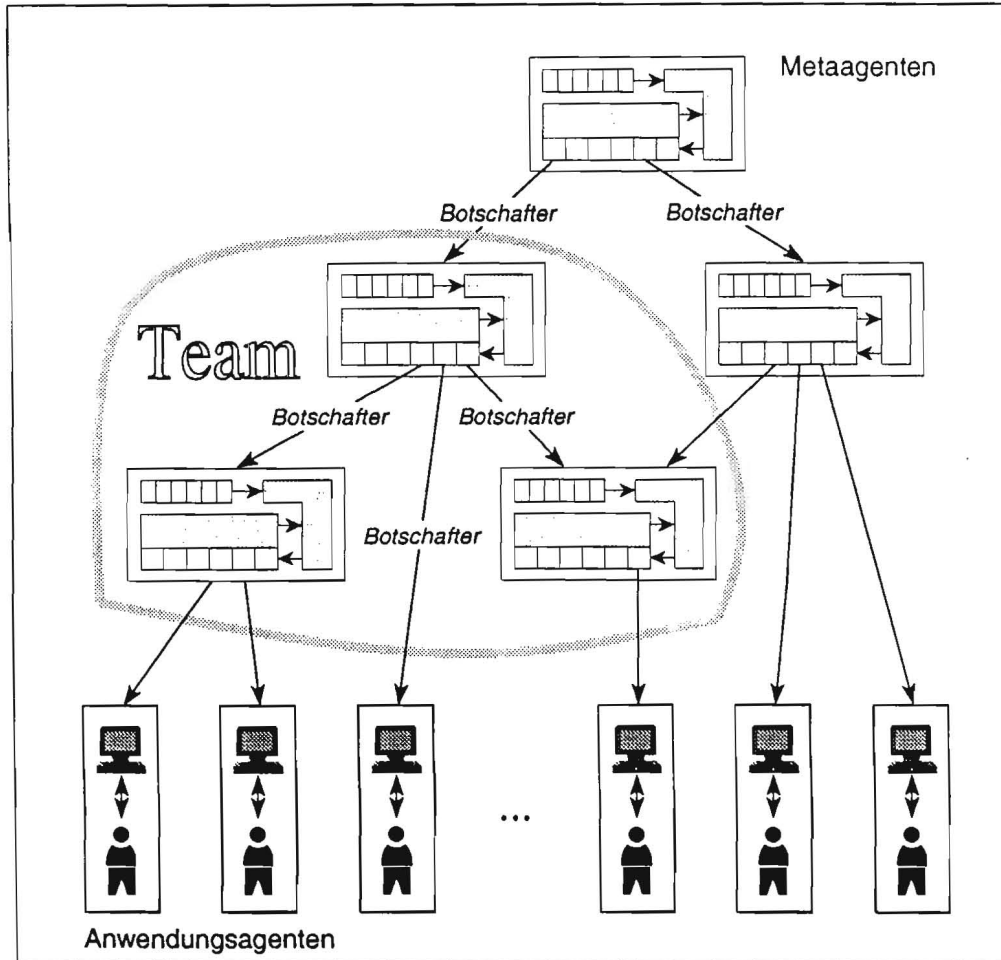 Metaagenten
Botschafter
Botschafter
Team
Botschafter
Botschafter
Botschafter
...
Anwendungsagenten